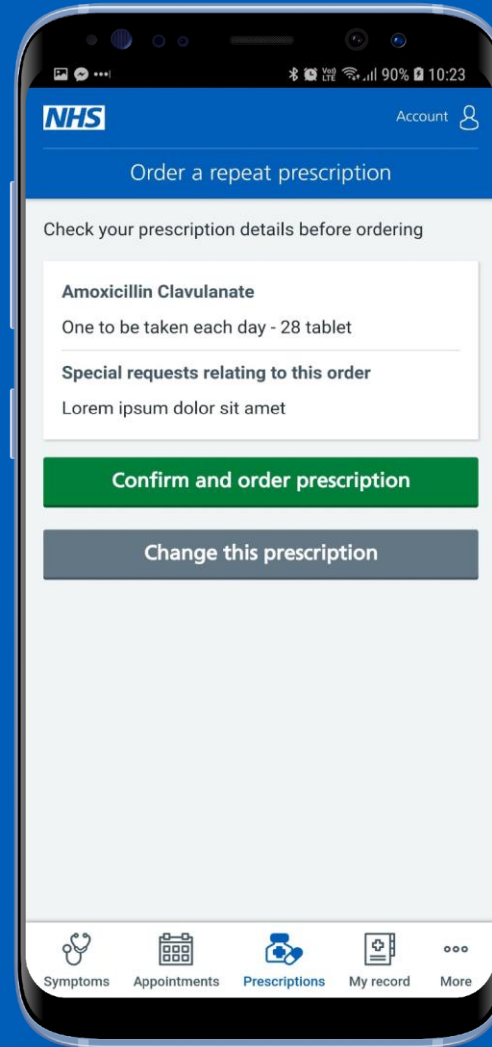 90% 10:23
NHS
Account
Order a repeat prescription
Check your prescription details before ordering
Amoxicillin Clavulanate
One to be taken each day - 28 tablet
Special requests relating to this order
Lorem ipsum dolor sit amet
Confirm and order prescription
Change this prescription
Symptoms Appointments Prescriptions My record More